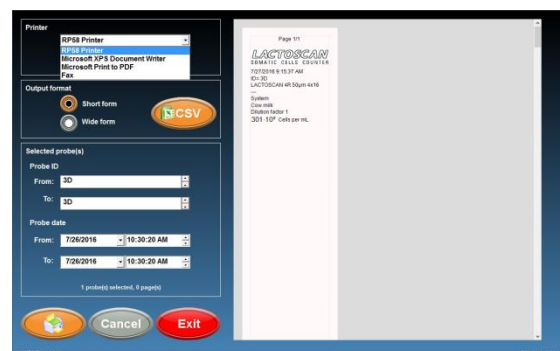 Printer
RP58 Printer
RP58 Printer
Microsoft XPS Document Writer
Microsoft Print to PDF
Fax
Output format
Short form
Wide form
CSV
Selected probe(s)
Probe ID
From: 3D
To: 3D
Probe date
From: 7/26/2016 10:30:20 AM
To: 7/26/2016 10:30:20 AM
1 probe(s) selected, 0 page(s)
Cancel
Exit
Page 1/1
LACTOSCAN
SOMATIC CELLS COUNTER
7/27/2016 9:15:37 AM
ID=3D
LACTOSCAN 4R 50µm 4x16
---
System
Cow milk
Dilution factor 1
301·10³ Cells per mL